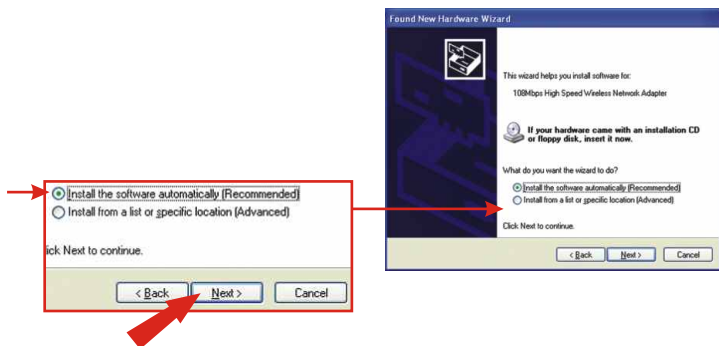 Found New Hardware Wizard
This wizard helps you install software for:
108Mbps High Speed Wireless Network Adapter
If your hardware came with an installation CD
or floppy disk, insert it now.
What do you want the wizard to do?
Install the software automatically (Recommended)
Install from a list or specific location (Advanced)
Click Next to continue.
< Back
Next >
Cancel
Install the software automatically (Recommended)
Install from a list or specific location (Advanced)
ick Next to continue.
< Back
Next >
Cancel